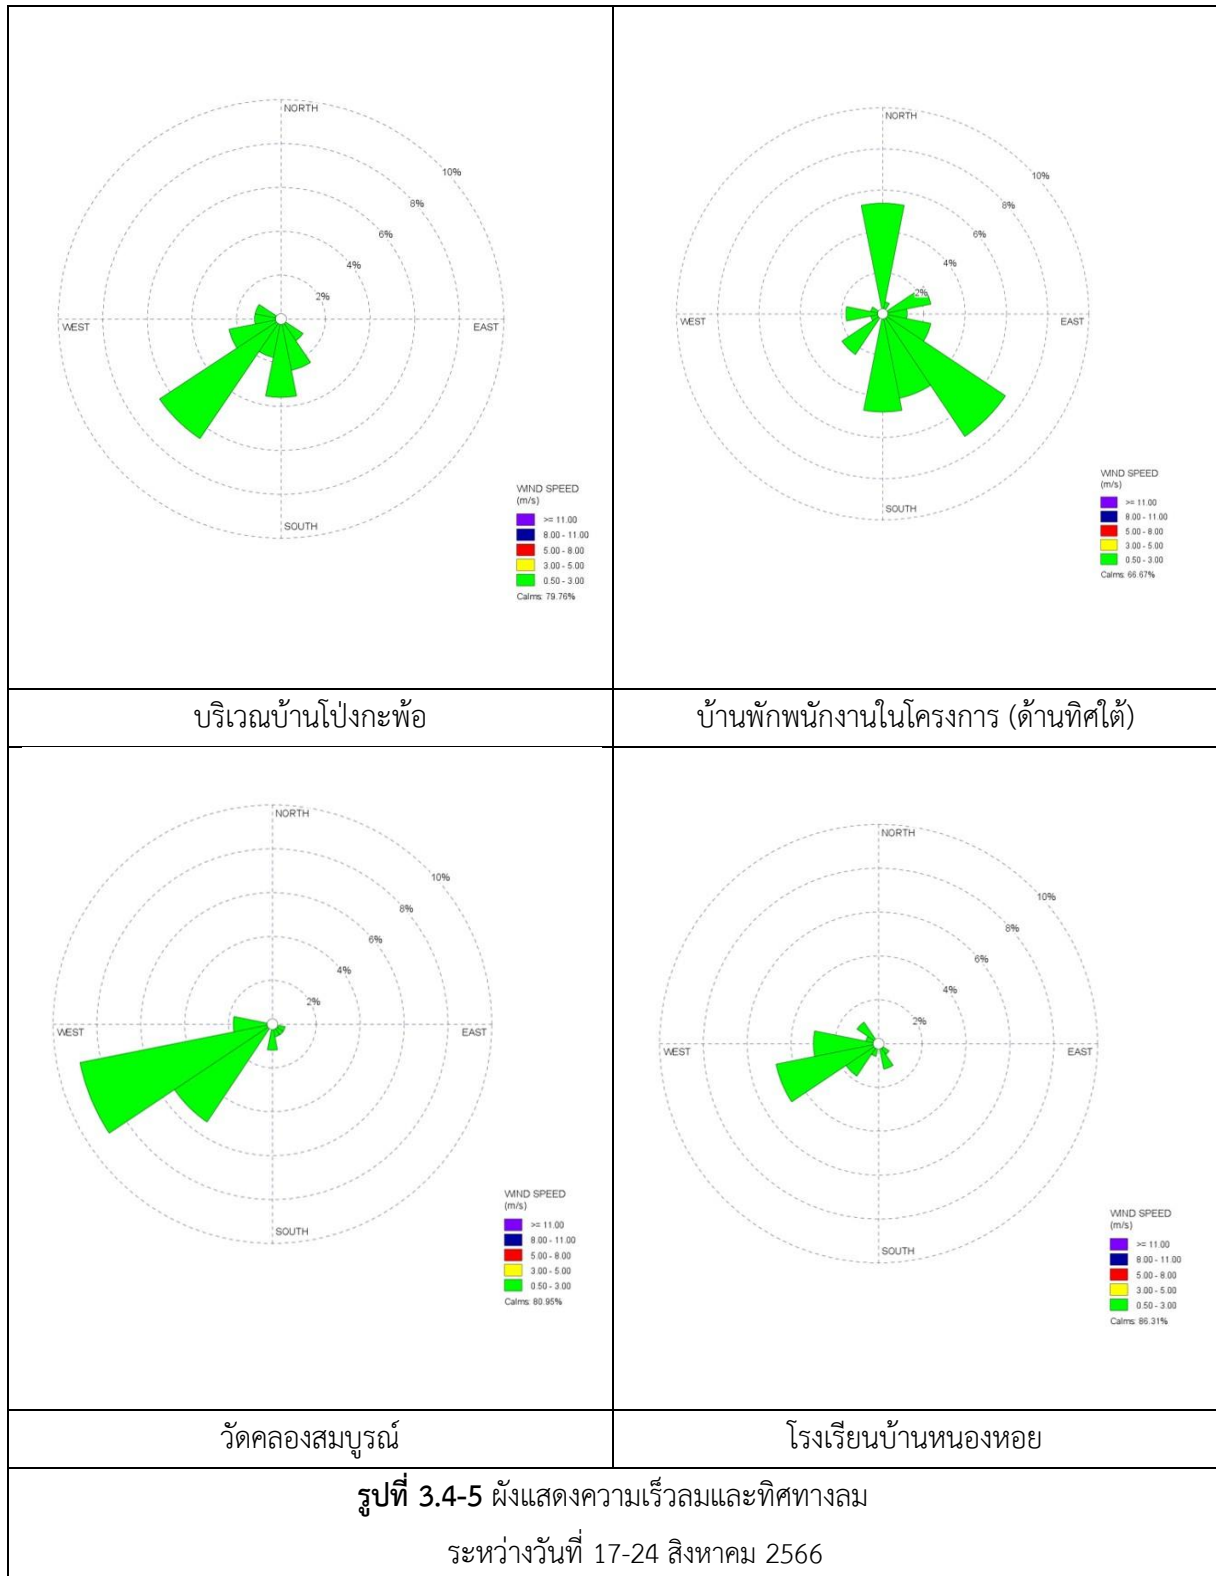 NORTH
10%
8%
6%
4%
2%
WEST
EAST
SOUTH
WIND SPEED
(m/s)
>= 11.00
8.00 - 11.00
5.00 - 8.00
3.00 - 5.00
0.50 - 3.00
Calms: 79.76%
NORTH
10%
8%
6%
4%
2%
WEST
EAST
SOUTH
WIND SPEED
(m/s)
>= 11.00
8.00 - 11.00
5.00 - 8.00
3.00 - 5.00
0.50 - 3.00
Calms: 66.67%
บริเวณบ้านโป่งกะพ้อ
บ้านพักพนักงานในโครงการ (ด้านทิศใต้)
NORTH
10%
8%
6%
4%
2%
WEST
EAST
SOUTH
WIND SPEED
(m/s)
>= 11.00
8.00 - 11.00
5.00 - 8.00
3.00 - 5.00
0.50 - 3.00
Calms: 80.95%
NORTH
10%
8%
6%
4%
2%
WEST
EAST
SOUTH
WIND SPEED
(m/s)
>= 11.00
8.00 - 11.00
5.00 - 8.00
3.00 - 5.00
0.50 - 3.00
Calms: 86.31%
วัดคลองสมบูรณ์
โรงเรียนบ้านหนองหอย
รูปที่ 3.4-5 ผังแสดงความเร็วลมและทิศทางลม
ระหว่างวันที่ 17-24 สิงหาคม 2566